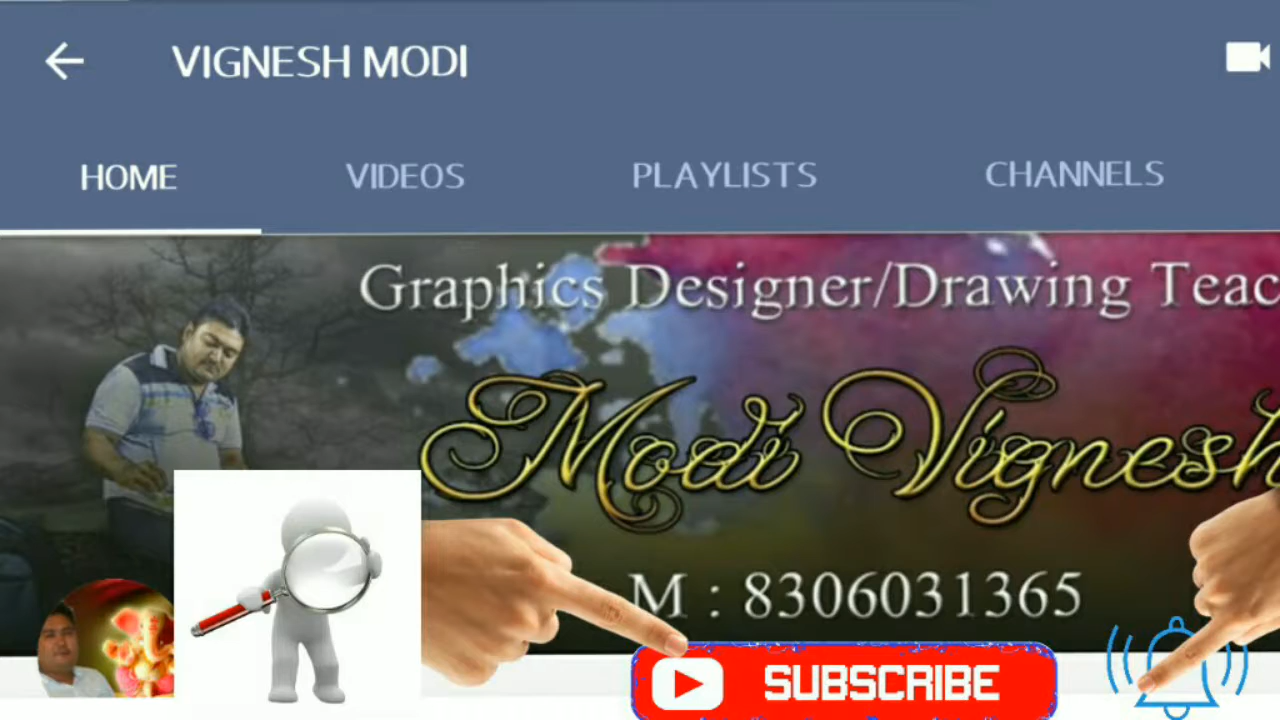 VIGNESH MODI
HOME VIDEOS PLAYLISTS CHANNELS
Graphics Designer/Drawing Teac
Modi Vignesh
M : 8306031365
SUBSCRIBE